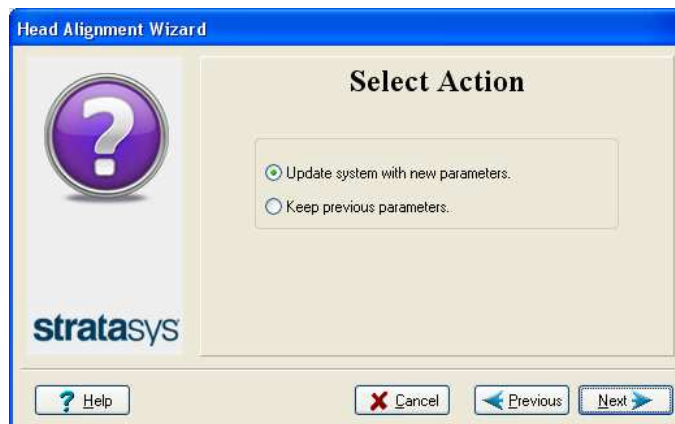 Head Alignment Wizard
?
Select Action
Update system with new parameters.
Keep previous parameters.
stratasys
? Help
Cancel
Previous
Next